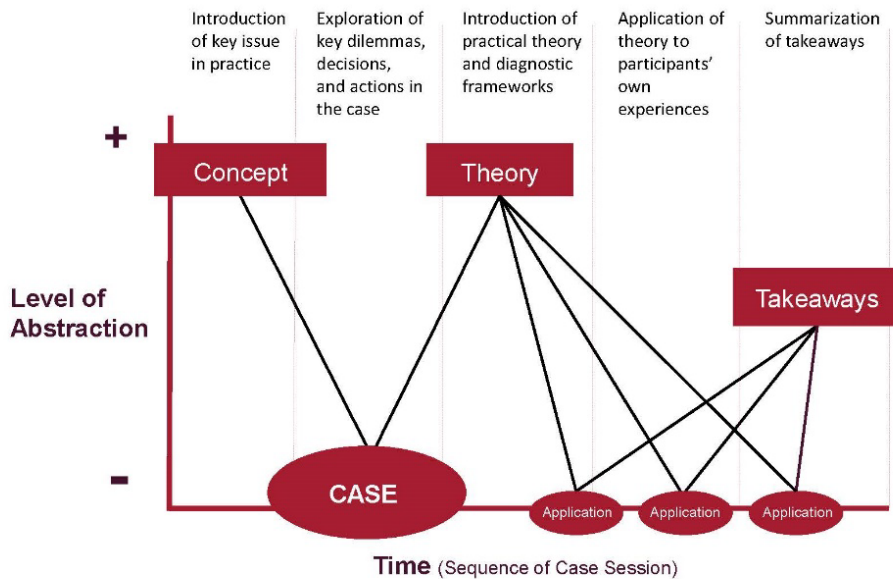 Introduction
of key issue
in practice
Exploration of
key dilemmas,
decisions,
and actions in
the case
Introduction of
practical theory
and diagnostic
frameworks
Application of
theory to
participants’
own
experiences
Summarization
of takeaways
+
Concept
Theory
Level of
Abstraction
Takeaways
-
CASE
Application
Application
Application
Time (Sequence of Case Session)